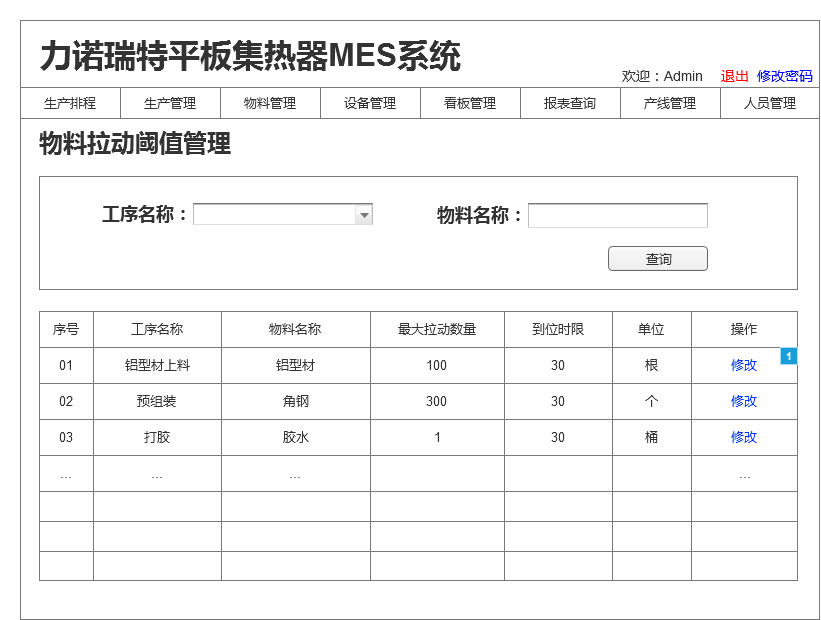 力诺瑞特平板集热器MES系统
欢迎：Admin 退出 修改密码
生产排程 生产管理 物料管理 设备管理 看板管理 报表查询 产线管理 人员管理
物料拉动阈值管理
工序名称： 物料名称：
查询
序号 工序名称 物料名称 最大拉动数量 到位时限 单位 操作
1
01 铝型材上料 铝型材 100 30 根 修改
02 预组装 角钢 300 30 个 修改
03 打胶 胶水 1 30 桶 修改
... ... ... ...